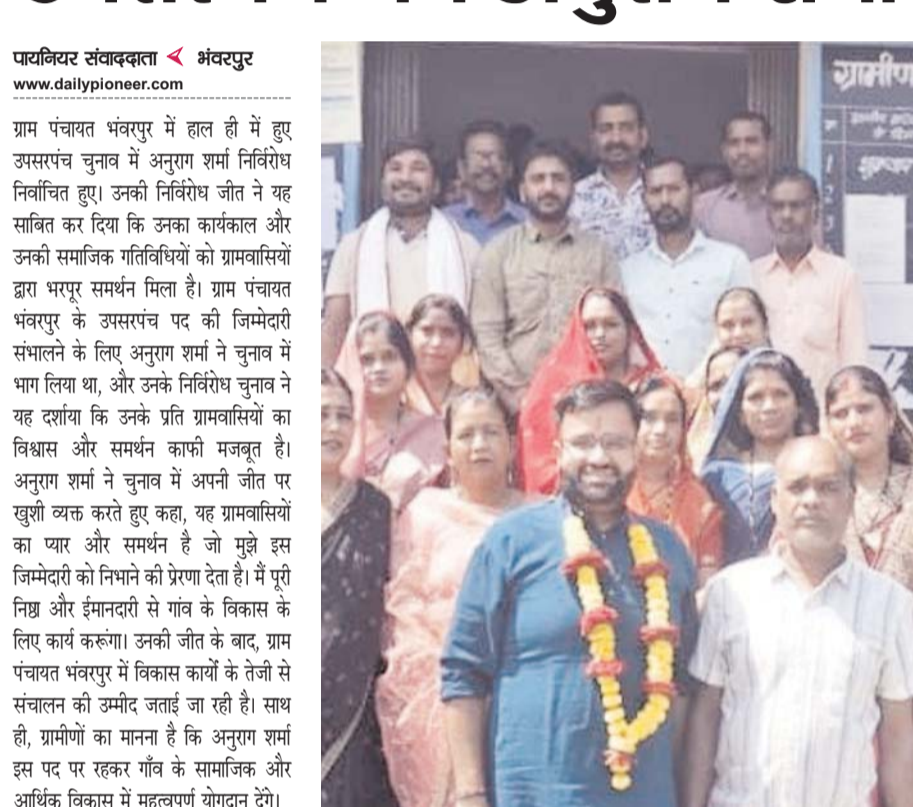 पायनियर संवाददाता भंवरपुर
www.dailypioneer.com
ग्राम पंचायत भंवरपुर में हाल ही में हुए
उपसरपंच चुनाव में अनुराग शर्मा निर्विरोध
निर्वाचित हुए। उनकी निर्विरोध जीत ने यह
साबित कर दिया कि उनका कार्यकाल और
उनकी समाजिक गतिविधियों को ग्रामवासियों
द्वारा भरपूर समर्थन मिला है। ग्राम पंचायत
भंवरपुर के उपसरपंच पद की जिम्मेदारी
संभालने के लिए अनुराग शर्मा ने चुनाव में
भाग लिया था, और उनके निर्विरोध चुनाव ने
यह दर्शाया कि उनके प्रति ग्रामवासियों का
विश्वास और समर्थन काफी मजबूत है।
अनुराग शर्मा ने चुनाव में अपनी जीत पर
खुशी व्यक्त करते हुए कहा, यह ग्रामवासियों
का प्यार और समर्थन है जो मुझे इस
जिम्मेदारी को निभाने की प्रेरणा देता है। मैं पूरी
निष्ठा और ईमानदारी से गांव के विकास के
लिए कार्य करूंगा। उनकी जीत के बाद, ग्राम
पंचायत भंवरपुर में विकास कार्यों के तेजी से
संचालन की उम्मीद जताई जा रही है। साथ
ही, ग्रामीणों का मानना है कि अनुराग शर्मा
इस पद पर रहकर गाँव के सामाजिक और
आर्थिक विकास में महत्वपूर्ण योगदान देंगे।
ग्रामीण